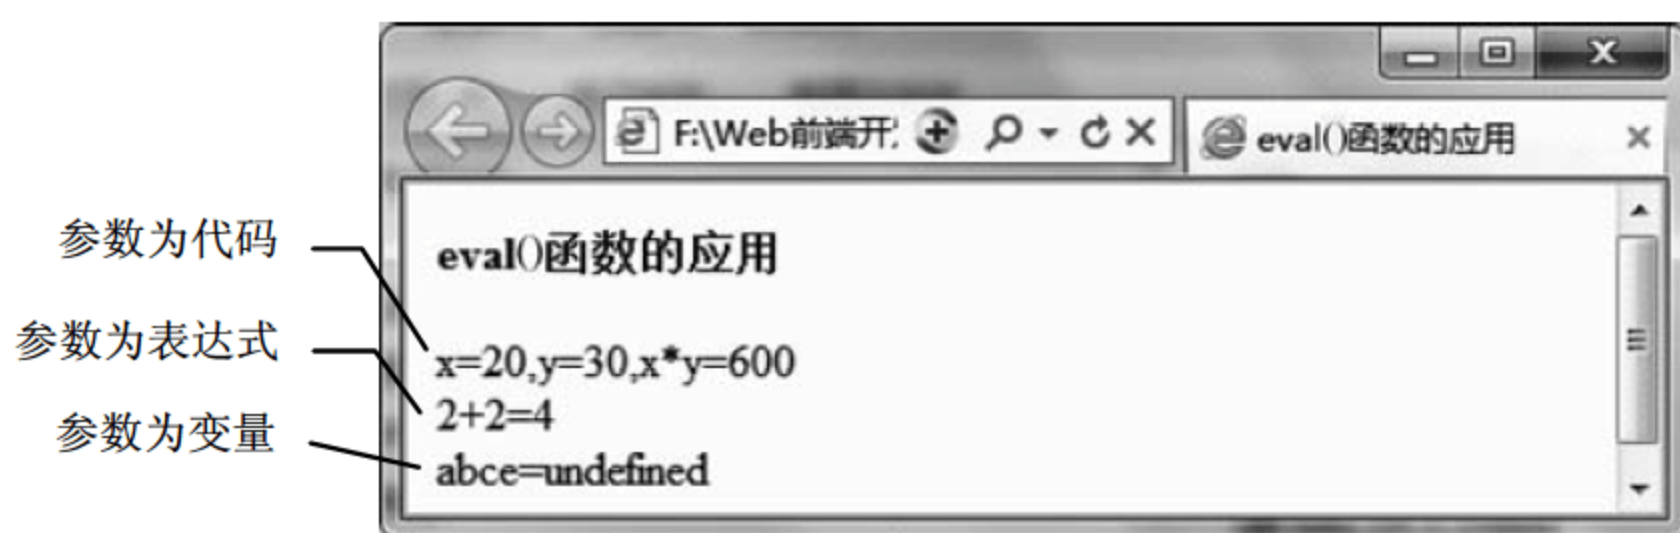 F:\Web前端开
eval()函数的应用
参数为代码
eval()函数的应用
参数为表达式
x=20,y=30,x*y=600
2+2=4
参数为变量
abce=undefined